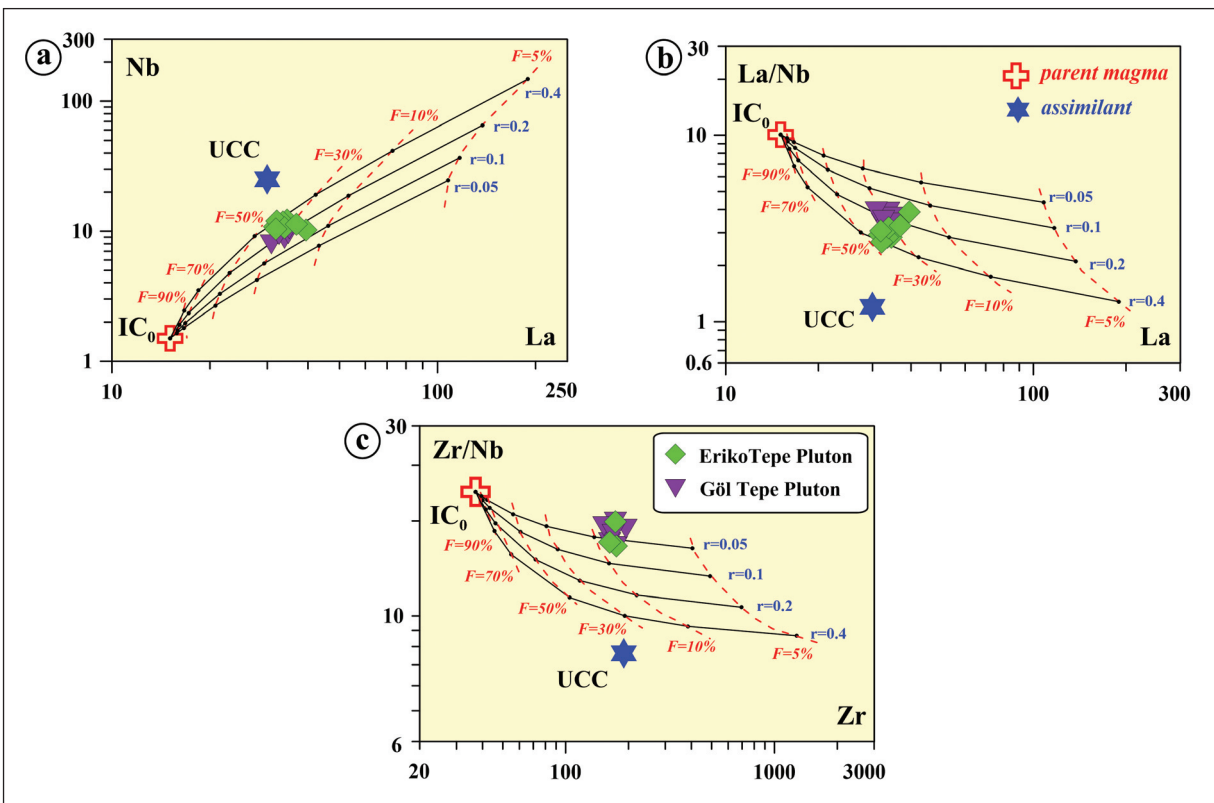 a
Nb
300
100
10
1
F=5%
r=0.4
F=10%
r=0.2
UCC
F=30%
r=0.1
r=0.05
F=50%
F=70%
F=90%
IC0
La
10
100
250
b
La/Nb
parent magma
assimilant
30
10
1
0.6
IC0
F=90%
F=70%
r=0.05
r=0.1
F=50%
F=30%
r=0.2
F=10%
r=0.4
UCC
F=5%
La
10
100
300
c
Zr/Nb
ErikoTepe Pluton
Göl Tepe Pluton
30
10
6
IC0
F=90%
r=0.05
F=70%
r=0.1
F=50%
r=0.2
F=30%
r=0.4
F=10%
F=5%
UCC
Zr
20
100
1000
3000